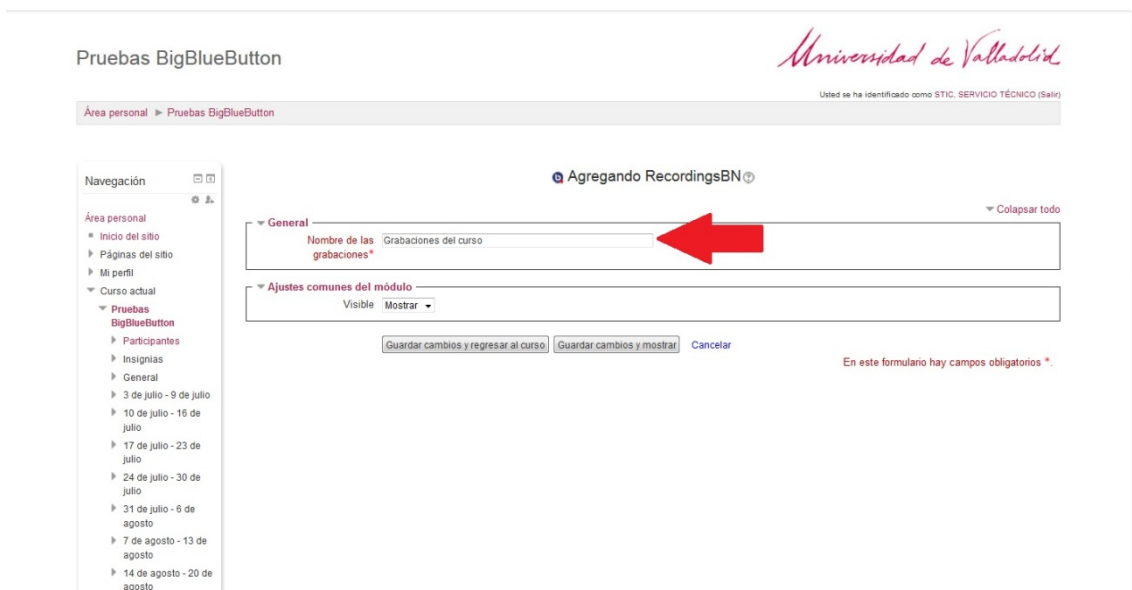 Pruebas BigBlueButton
Universidad de Valladolid
Usted se ha identificado como STIC, SERVICIO TÉCNICO (Salir)
Área personal ► Pruebas BigBlueButton
Navegación
Agregando RecordingsBN
Colapsar todo
Área personal
Inicio del sitio
Páginas del sitio
Mi perfil
Curso actual
Pruebas
BigBlueButton
Participantes
Insignias
General
3 de julio - 9 de julio
10 de julio - 16 de
julio
17 de julio - 23 de
julio
24 de julio - 30 de
julio
31 de julio - 6 de
agosto
7 de agosto - 13 de
agosto
14 de agosto - 20 de
agosto
General
Nombre de las
grabaciones*
Grabaciones del curso
Ajustes comunes del módulo
Visible Mostrar
Guardar cambios y regresar al curso Guardar cambios y mostrar Cancelar
En este formulario hay campos obligatorios *.